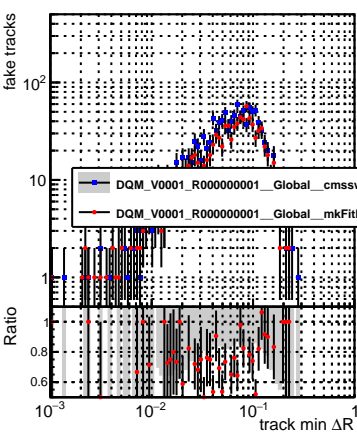 fake tracks
10²
10
1
DQM_V0001_R000000001__Global__cmssw
DQM_V0001_R000000001__Global__mkFit
Ratio
1
0.8
0.6
10⁻³ 10⁻² 10⁻¹ 1
track min ΔR